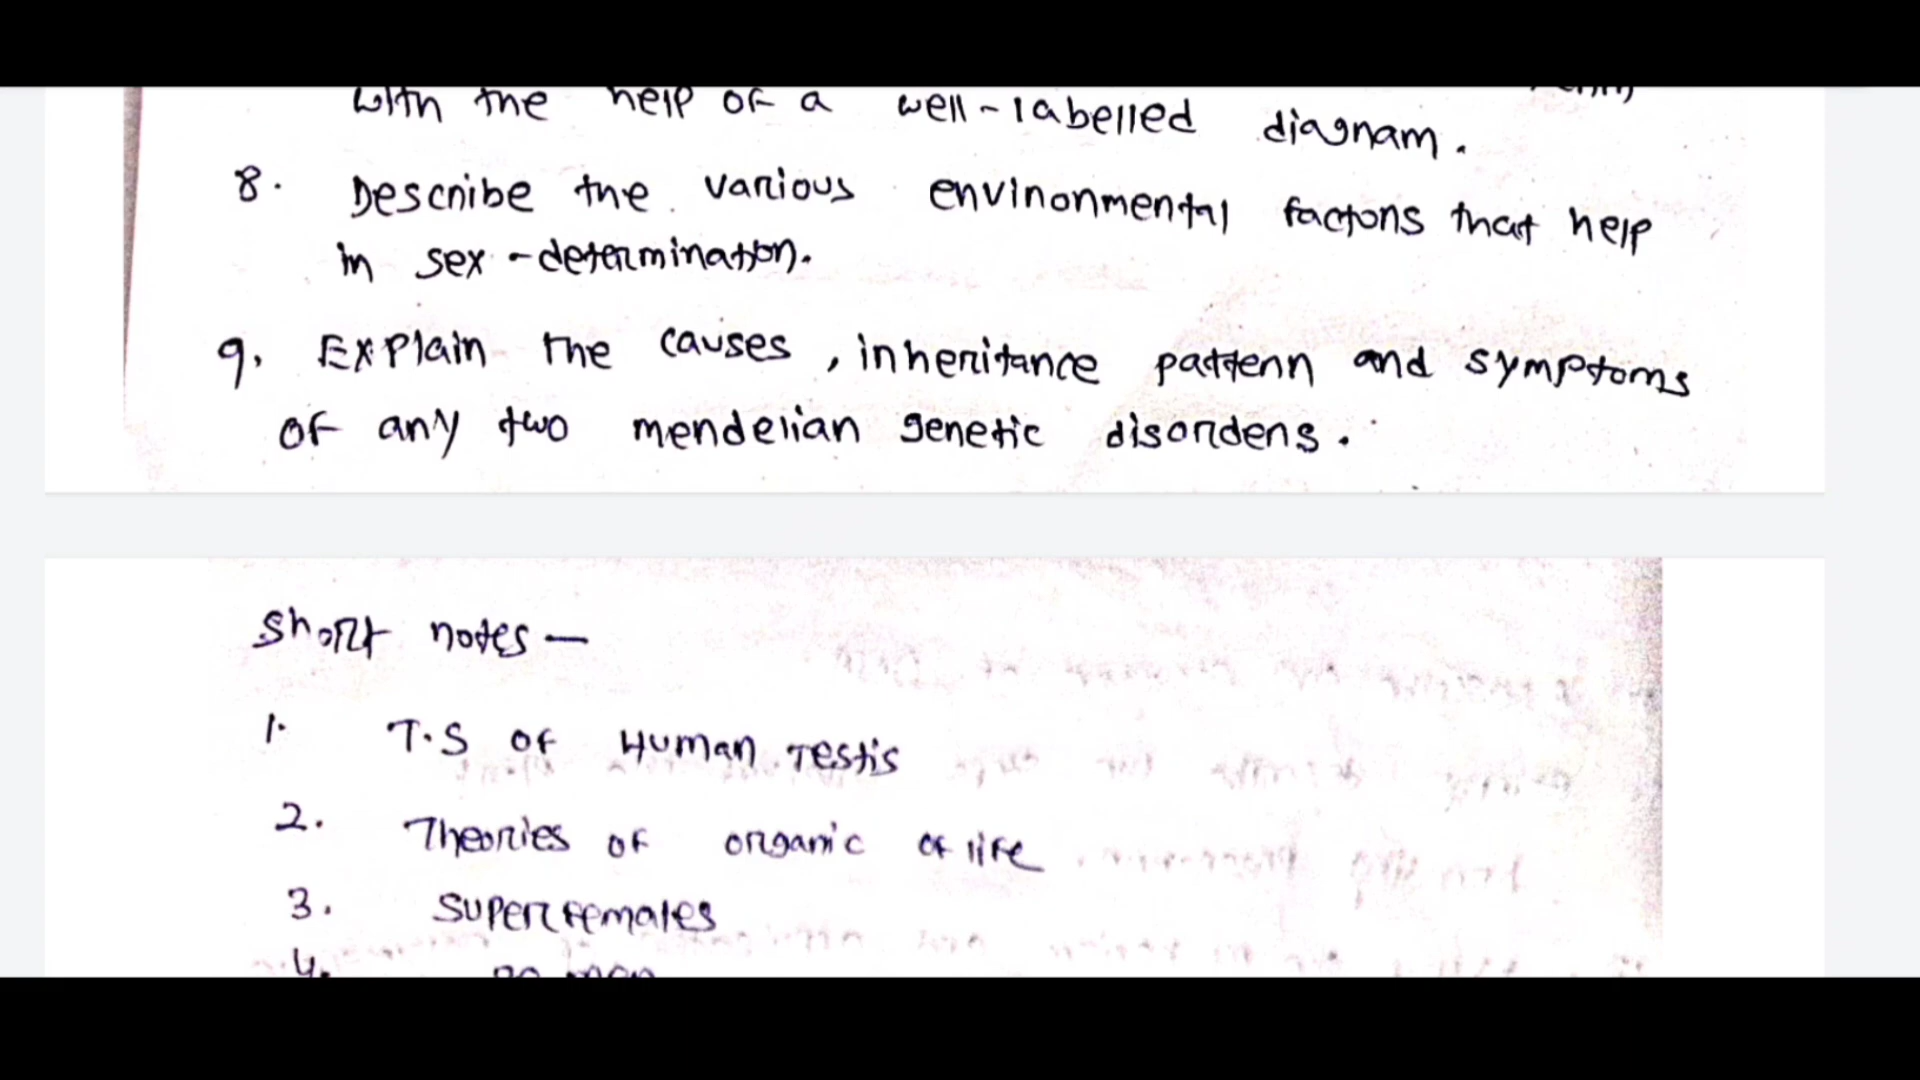 with the help of a well-labelled diagram.
8. Describe the various environmental factors that help
in sex-determination.
9. Explain the causes, inheritance pattern and symptoms
of any two mendelian genetic disorders.
short notes —
1. T.S of Human Testis
2. Theories of organic of life
3. Superfemales
4.